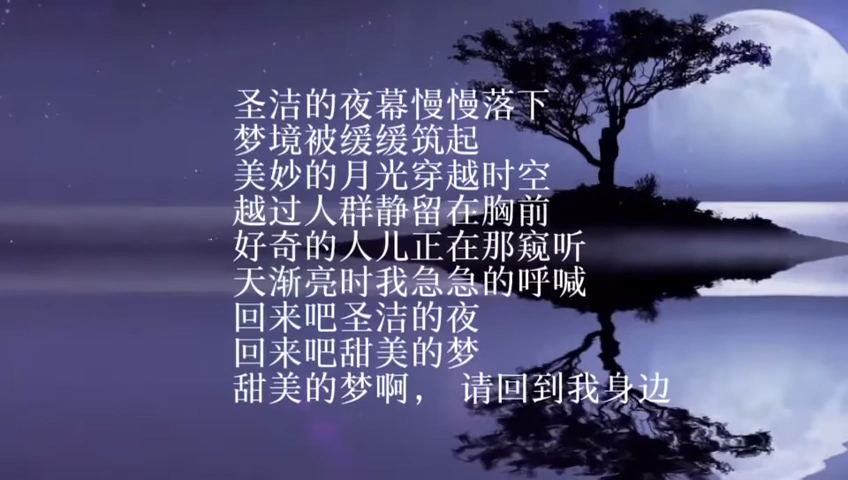 圣洁的夜幕慢慢落下
梦境被缓缓筑起
美妙的月光穿越时空
越过人群静留在胸前
好奇的人儿正在那窥听
天渐亮时我急急的呼喊
回来吧圣洁的夜
回来吧甜美的梦
甜美的梦啊， 请回到我身边